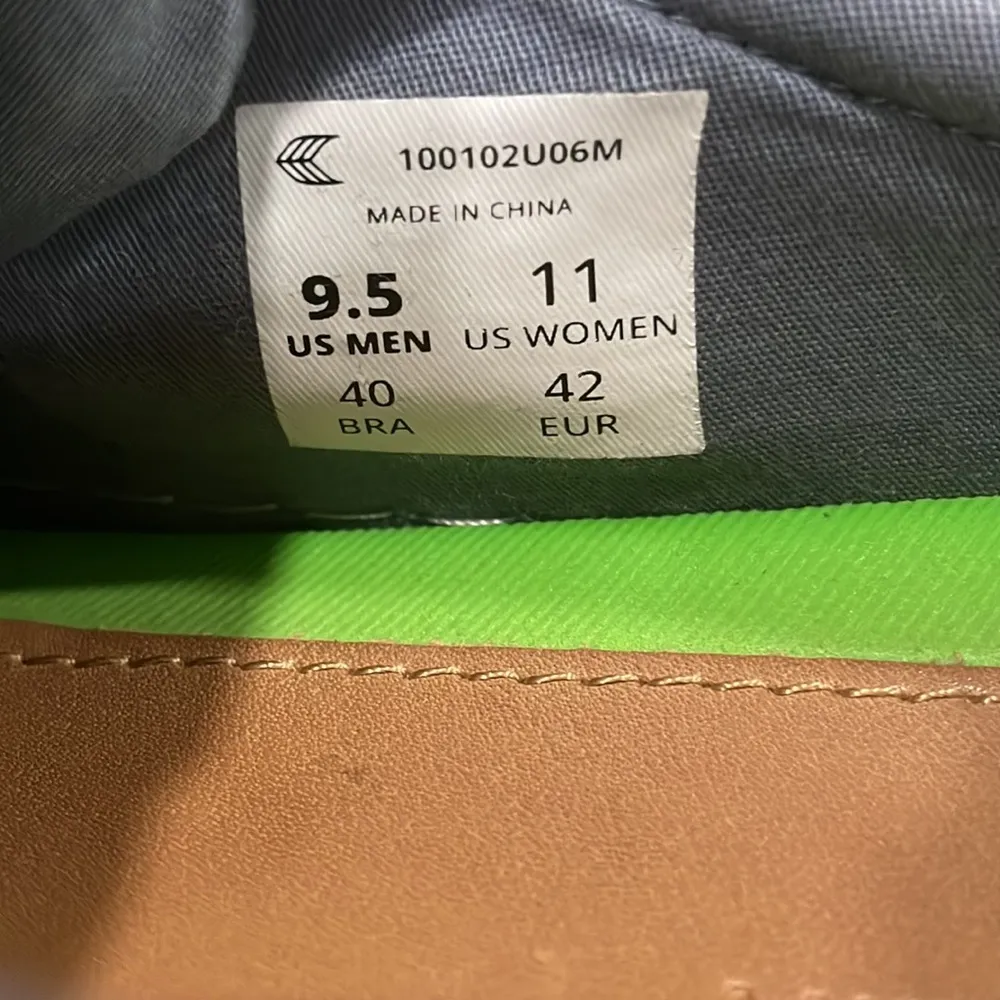 100102U06M
MADE IN CHINA
9.5 11
US MEN US WOMEN
40 42
BRA EUR